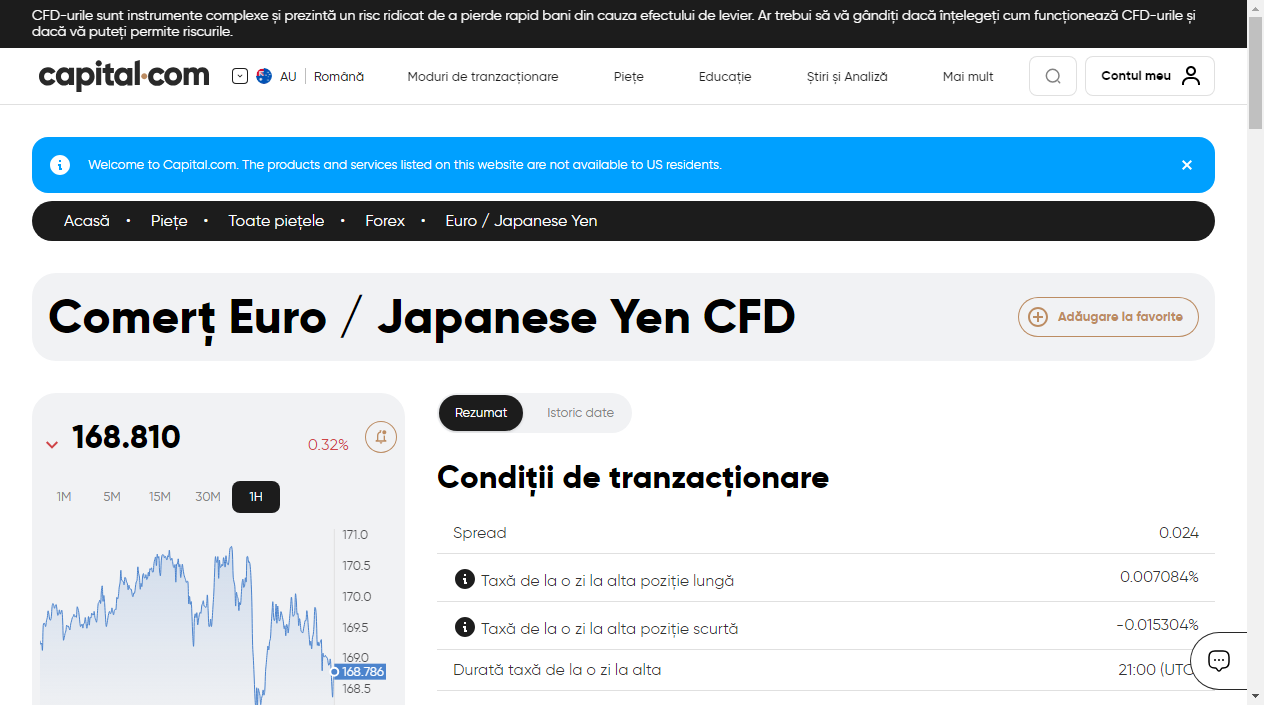 CFD-urile sunt instrumente complexe și prezintă un risc ridicat de a pierde rapid bani din cauza efectului de levier. Ar trebui să vă gândiți dacă înțelegeți cum funcționează CFD-urile și
dacă vă puteți permite riscurile.
capital.com AU Română Moduri de tranzacționare Piețe Educație Știri și Analiză Mai mult Contul meu
Welcome to Capital.com. The products and services listed on this website are not available to US residents.
Acasă • Piețe • Toate piețele • Forex • Euro / Japanese Yen
Comerț Euro / Japanese Yen CFD
Adăugare la favorite
168.810
0.32%
1M 5M 15M 30M 1H
171.0
170.5
170.0
169.5
169.0
168.786
168.5
Rezumat Istoric date
Condiții de tranzacționare
Spread 0.024
Taxă de la o zi la alta poziție lungă 0.007084%
Taxă de la o zi la alta poziție scurtă -0.015304%
Durată taxă de la o zi la alta 21:00 (UTC